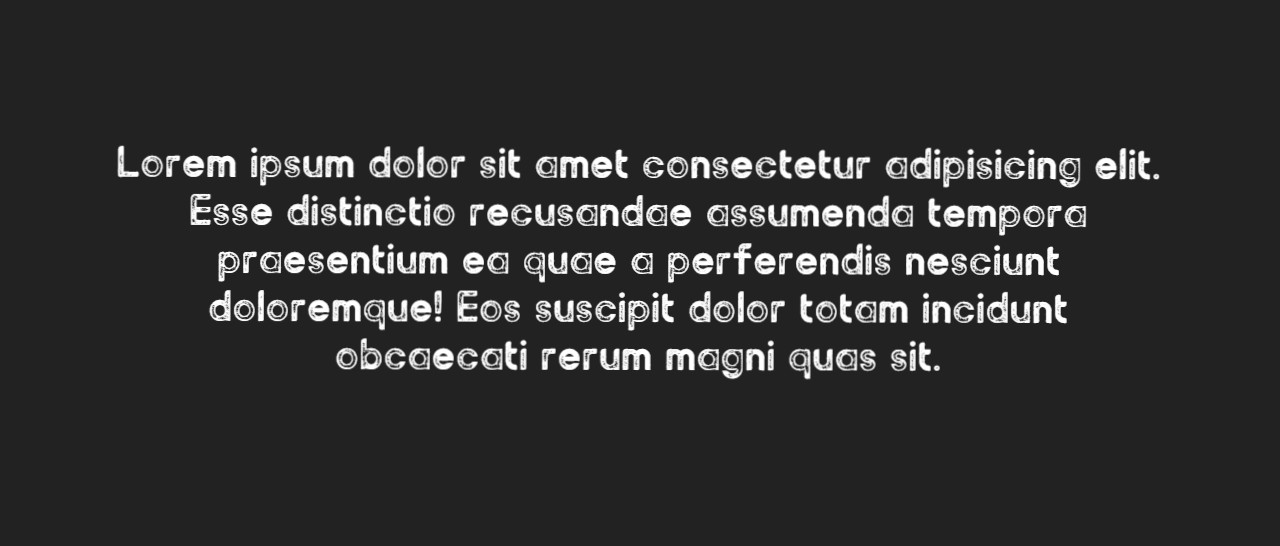 Lorem ipsum dolor sit amet consectetur adipisicing elit.
Esse distinctio recusandae assumenda tempora
praesentium ea quae a perferendis nesciunt
doloremque! Eos suscipit dolor totam incidunt
obcaecati rerum magni quas sit.